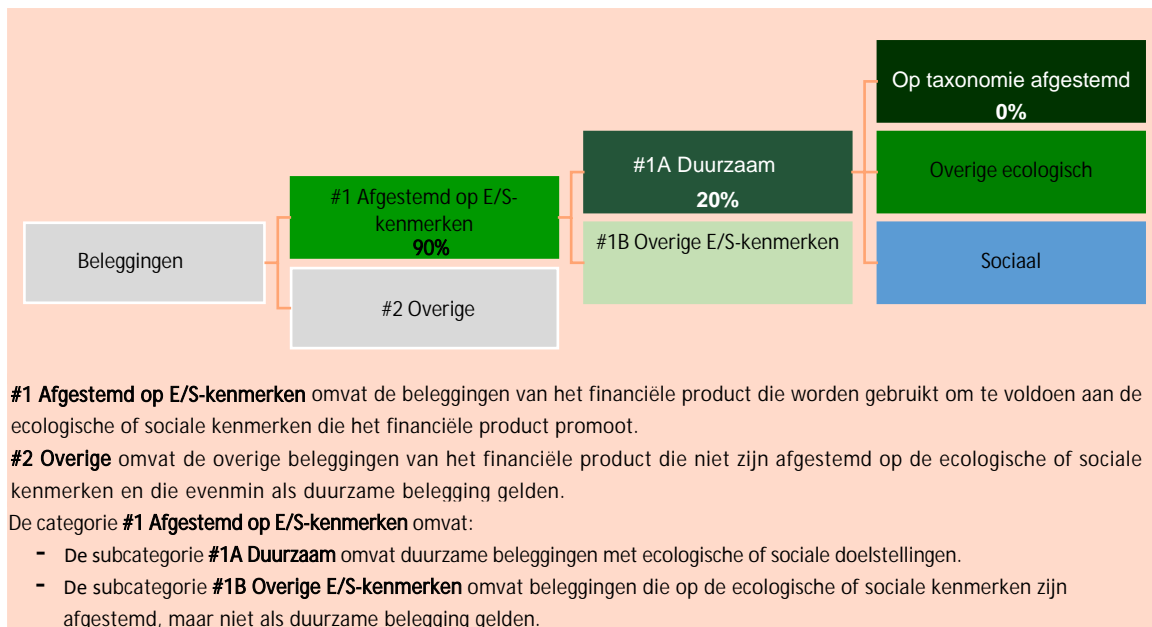 Op taxonomie afgestemd
0%
#1A Duurzaam
20%
Overige ecologisch
#1 Afgestemd op E/S-
kenmerken
90%
#1B Overige E/S-kenmerken
Beleggingen
Sociaal
#2 Overige
#1 Afgestemd op E/S-kenmerken omvat de beleggingen van het financiële product die worden gebruikt om te voldoen aan de
ecologische of sociale kenmerken die het financiële product promoot.
#2 Overige omvat de overige beleggingen van het financiële product die niet zijn afgestemd op de ecologische of sociale
kenmerken en die evenmin als duurzame belegging gelden.
De categorie #1 Afgestemd op E/S-kenmerken omvat:
- De subcategorie #1A Duurzaam omvat duurzame beleggingen met ecologische of sociale doelstellingen.
- De subcategorie #1B Overige E/S-kenmerken omvat beleggingen die op de ecologische of sociale kenmerken zijn
afgestemd, maar niet als duurzame belegging gelden.